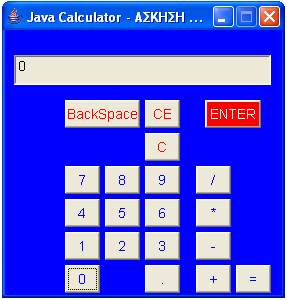 Java Calculator - ΑΣΚΗΣΗ ...
0
BackSpace CE ENTER
C
7 8 9 /
4 5 6 *
1 2 3 -
0 . + =